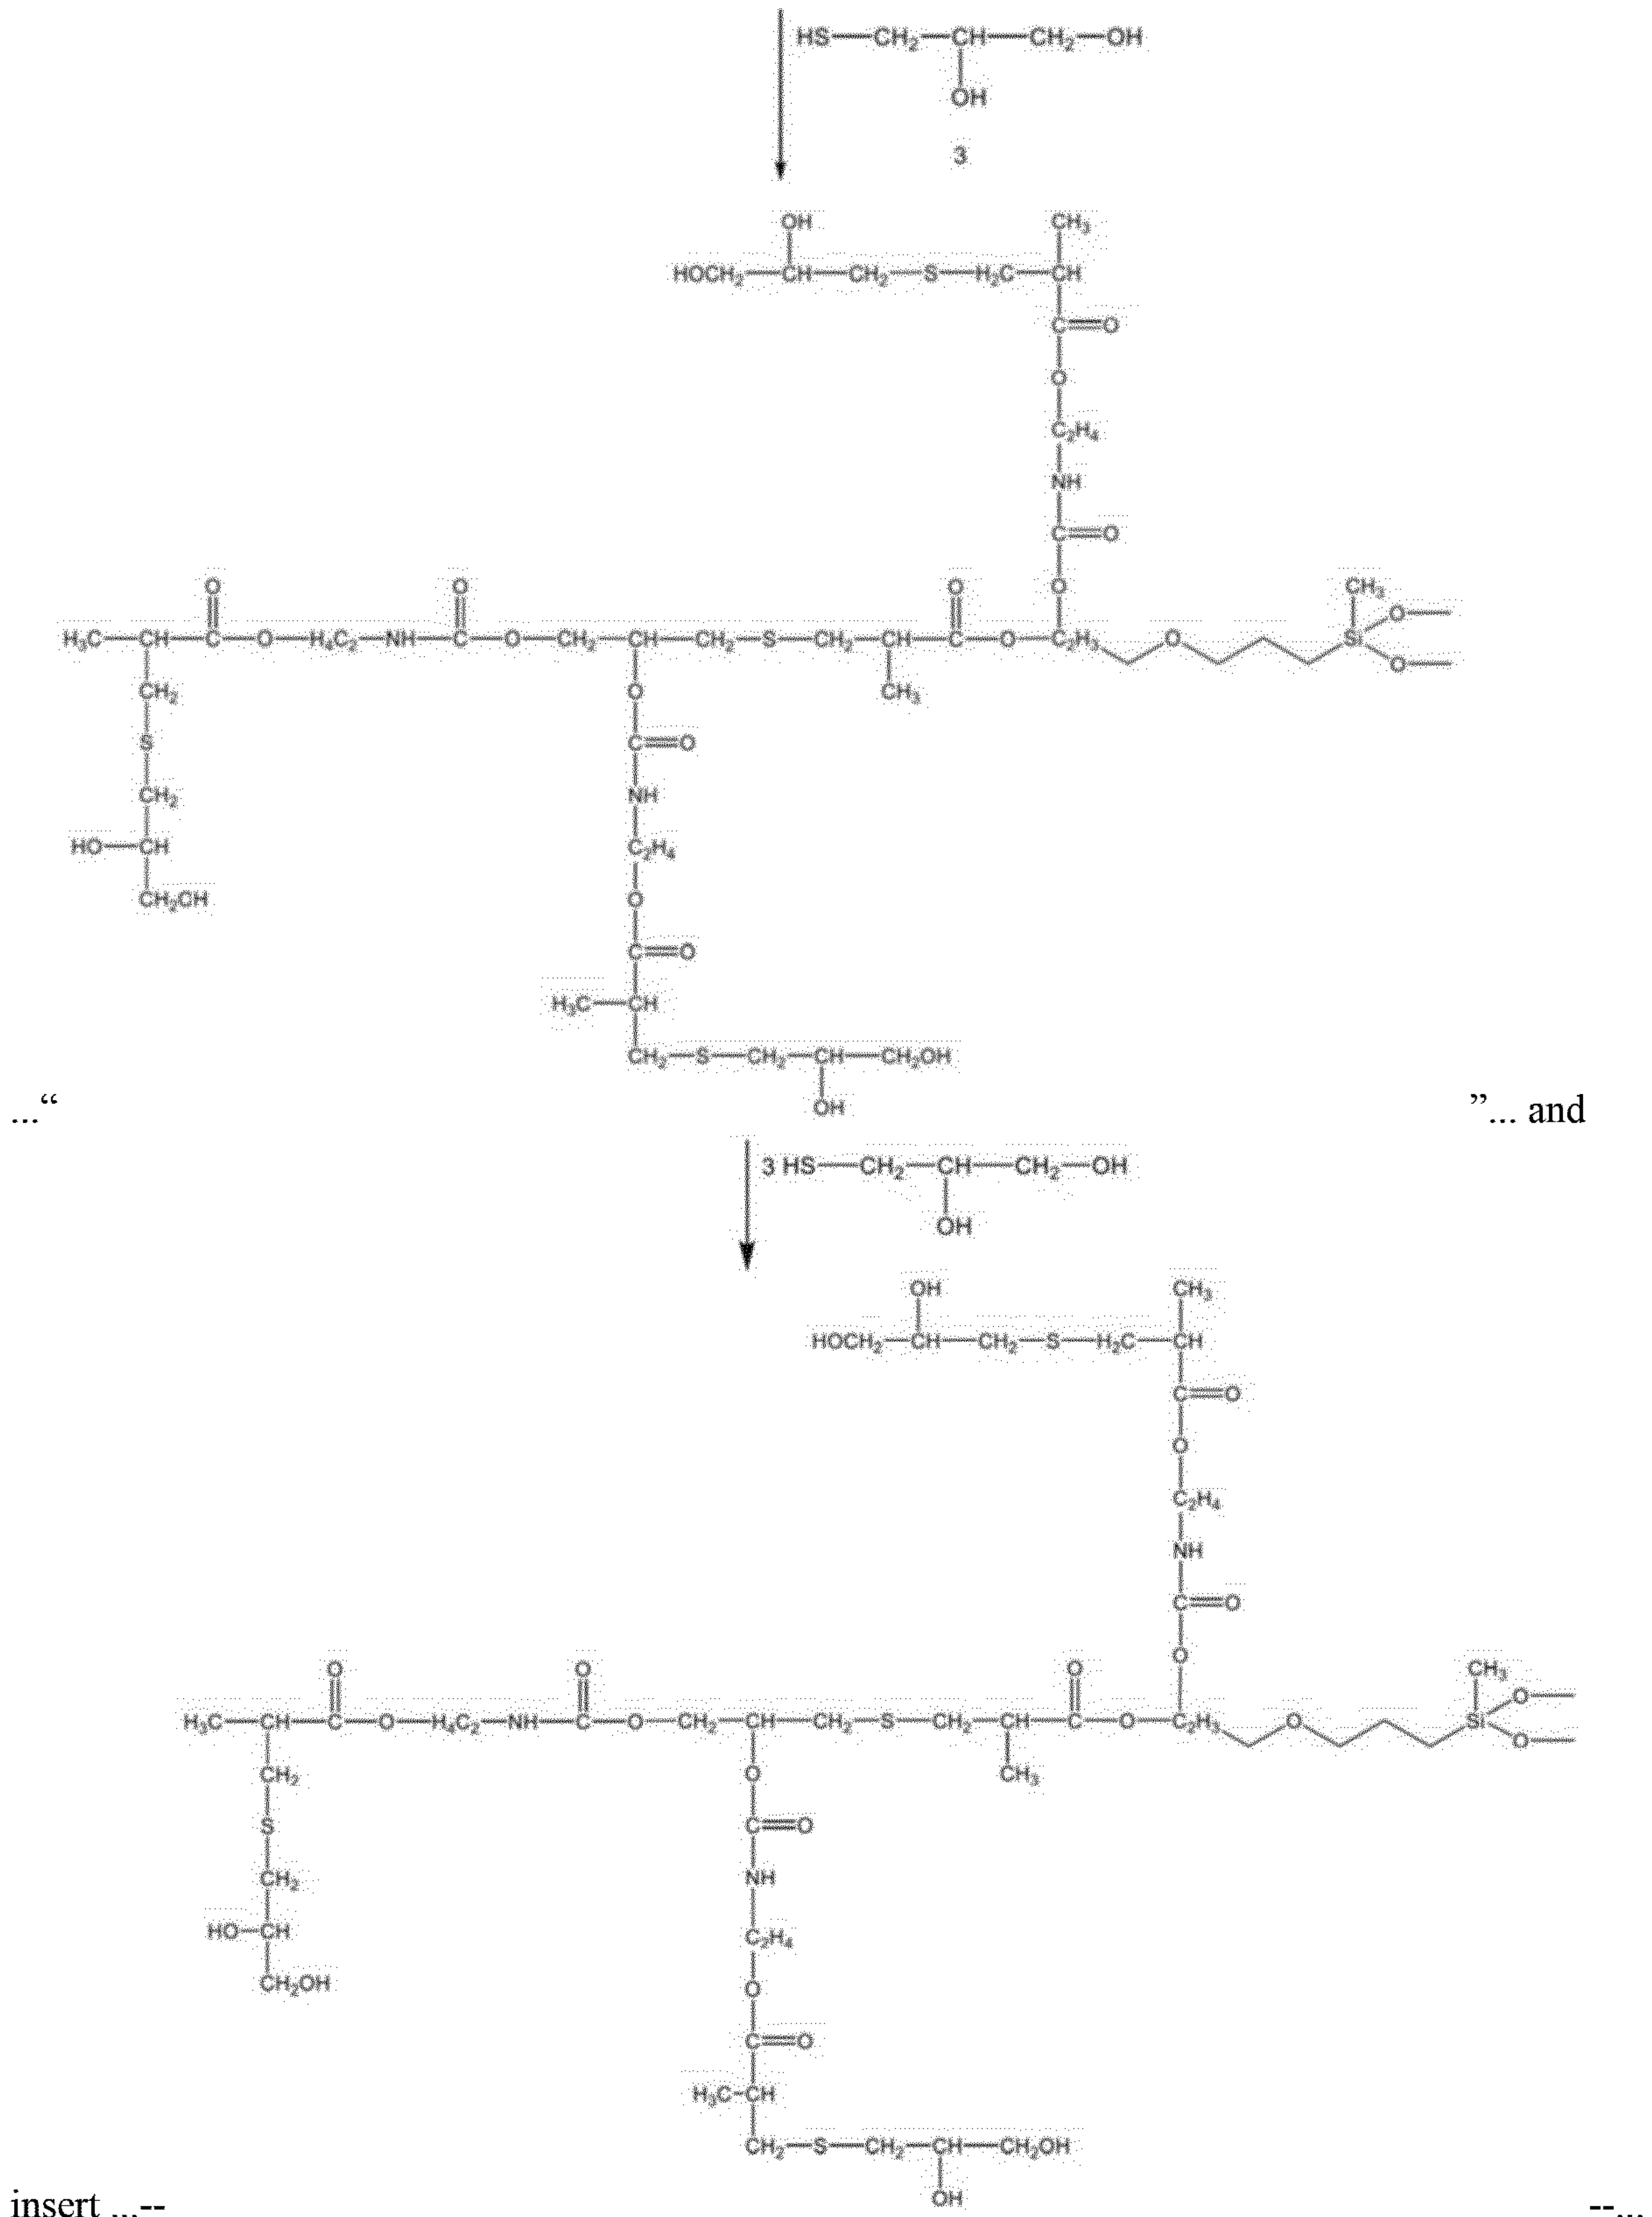 HS—CH₂—CH—CH₂—OH
OH
3
OH CH₃
HOCH₂—CH—CH₂—S—H₂C—CH
C=O
O
C₂H₄
NH
C=O
O O O O CH₃
O
H₃C—CH—C—O—H₄C₂—NH—C—O—CH₂—CH—CH₂—S—CH₂—CH—C—O—C₂H₃ O Si
O
CH₂ O CH₃
S C=O
CH₂ NH
HO—CH C₂H₄
CH₂CH O
C=O
H₃C—CH
CH₂—S—CH₂—CH—CH₂OH
OH
...“ ”... and
3 HS—CH₂—CH—CH₂—OH
OH
OH CH₃
HOCH₂—CH—CH₂—S—H₂C—CH
C=O
O
C₂H₄
NH
C=O
O
O O O CH₃
O
H₃C—CH—C—O—H₄C₂—NH—C—O—CH₂—CH—CH₂—S—CH₂—CH—C—O—C₂H₃ O Si
O
CH₂ O CH₃
S C=O
CH₂ NH
HO—CH C₂H₄
CH₂OH O
C=O
H₃C—CH
CH₂—S—CH₂—CH—CH₂OH
OH
insert ...-- --...